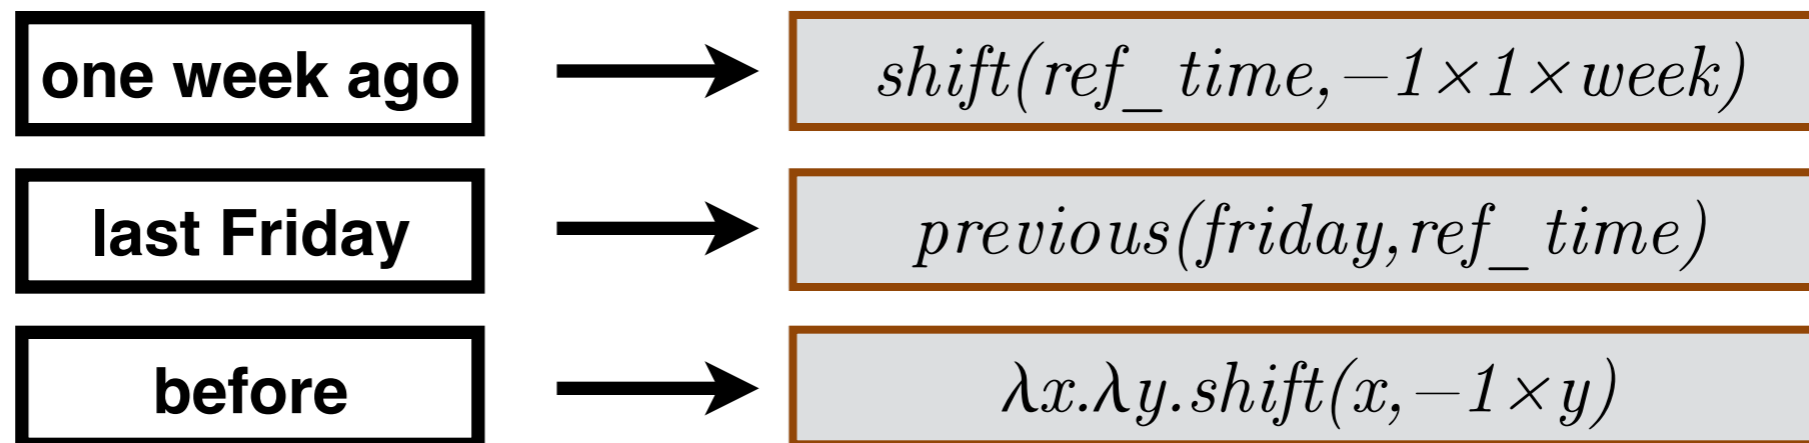 one week ago shift(ref_time,−1×1×week)
last Friday previous(friday,ref_time)
before λx.λy.shift(x,−1×y)